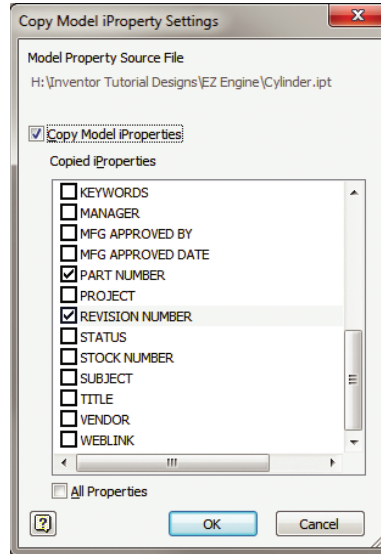 Copy Model iProperty Settings
Model Property Source File
H:\Inventor Tutorial Designs\EZ Engine\Cylinder.ipt
Copy Model iProperties
Copied iProperties
KEYWORDS
MANAGER
MFG APPROVED BY
MFG APPROVED DATE
PART NUMBER
PROJECT
REVISION NUMBER
STATUS
STOCK NUMBER
SUBJECT
TITLE
VENDOR
WEBLINK
All Properties
OK Cancel